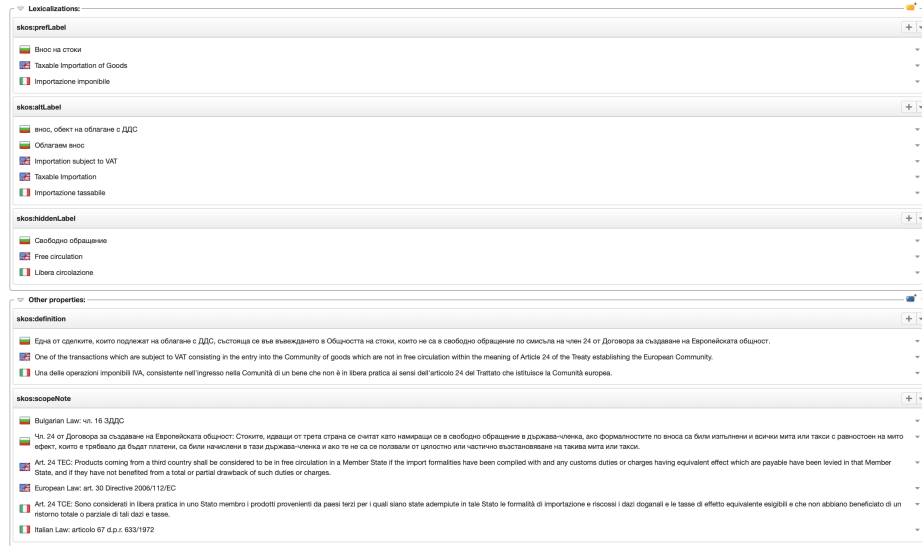 Lexicalizations:
skos:prefLabel
Внос на стоки
Taxable Importation of Goods
Importazione imponibile
skos:altLabel
внос, обект на облагане с ДДС
Облагаем внос
Importation subject to VAT
Taxable Importation
Importazione tassabile
skos:hiddenLabel
Свободно обращение
Free circulation
Libera circolazione
Other properties:
skos:definition
Една от сделките, които подлежат на облагане с ДДС, състояща се във въвеждането в Общността на стоки, които не са в свободно обращение по смисъла на член 24 от Договора за създаване на Европейската общност.
One of the transactions which are subject to VAT consisting in the entry into the Community of goods which are not in free circulation within the meaning of Article 24 of the Treaty establishing the European Community.
Una delle operazioni imponibili IVA, consistente nell'ingresso nella Comunità di un bene che non è in libera pratica ai sensi dell'articolo 24 del Trattato che istituisce la Comunità europea.
skos:scopeNote
Bulgarian Law: чл. 16 ЗДДС
Чл. 24 от Договора за създаване на Европейската общност: Стоките, идващи от трета страна се считат като намиращи се в свободно обращение в държава-членка, ако формалностите по вноса са били изпълнени и всички мита или такси с равностоен на мито
ефект, които е трябвало да бъдат платени, са били начислени в тази държава-членка и ако те не са се ползвали от цялостно или частично възстановяване на такива мита или такси.
Art. 24 TEC: Products coming from a third country shall be considered to be in free circulation in a Member State if the import formalities have been complied with and any customs duties or charges having equivalent effect which are payable have been levied in that Member
State, and if they have not benefited from a total or partial drawback of such duties or charges.
European Law: art. 30 Directive 2006/112/EC
Art. 24 TCE: Sono considerati in libera pratica in uno Stato membro i prodotti provenienti da paesi terzi per i quali siano state adempiute in tale Stato le formalità di importazione e riscossi i dazi doganali e le tasse di effetto equivalente esigibili e che non abbiano beneficiato di un
ristorno totale o parziale di tali dazi e tasse.
Italian Law: articolo 67 d.p.r. 633/1972